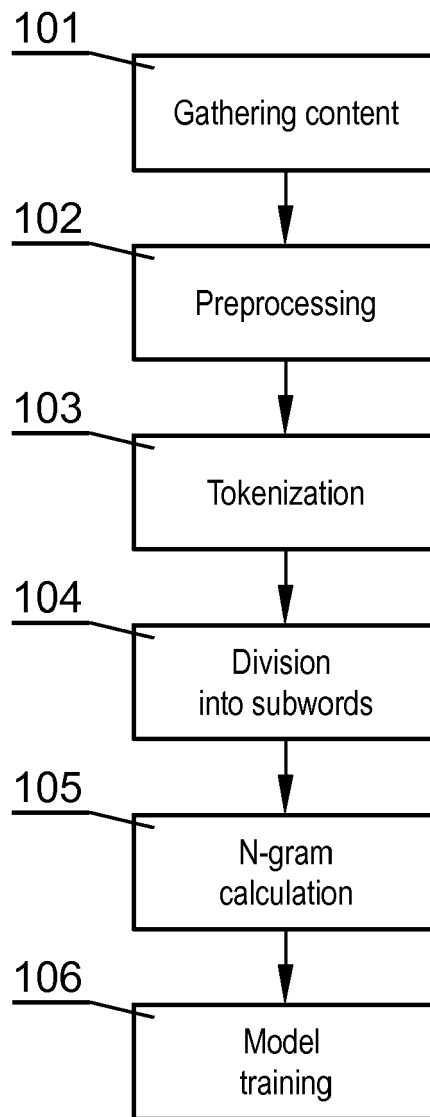 101
Gathering content
102
Preprocessing
103
Tokenization
104
Division
into subwords
105
N-gram
calculation
106
Model
training